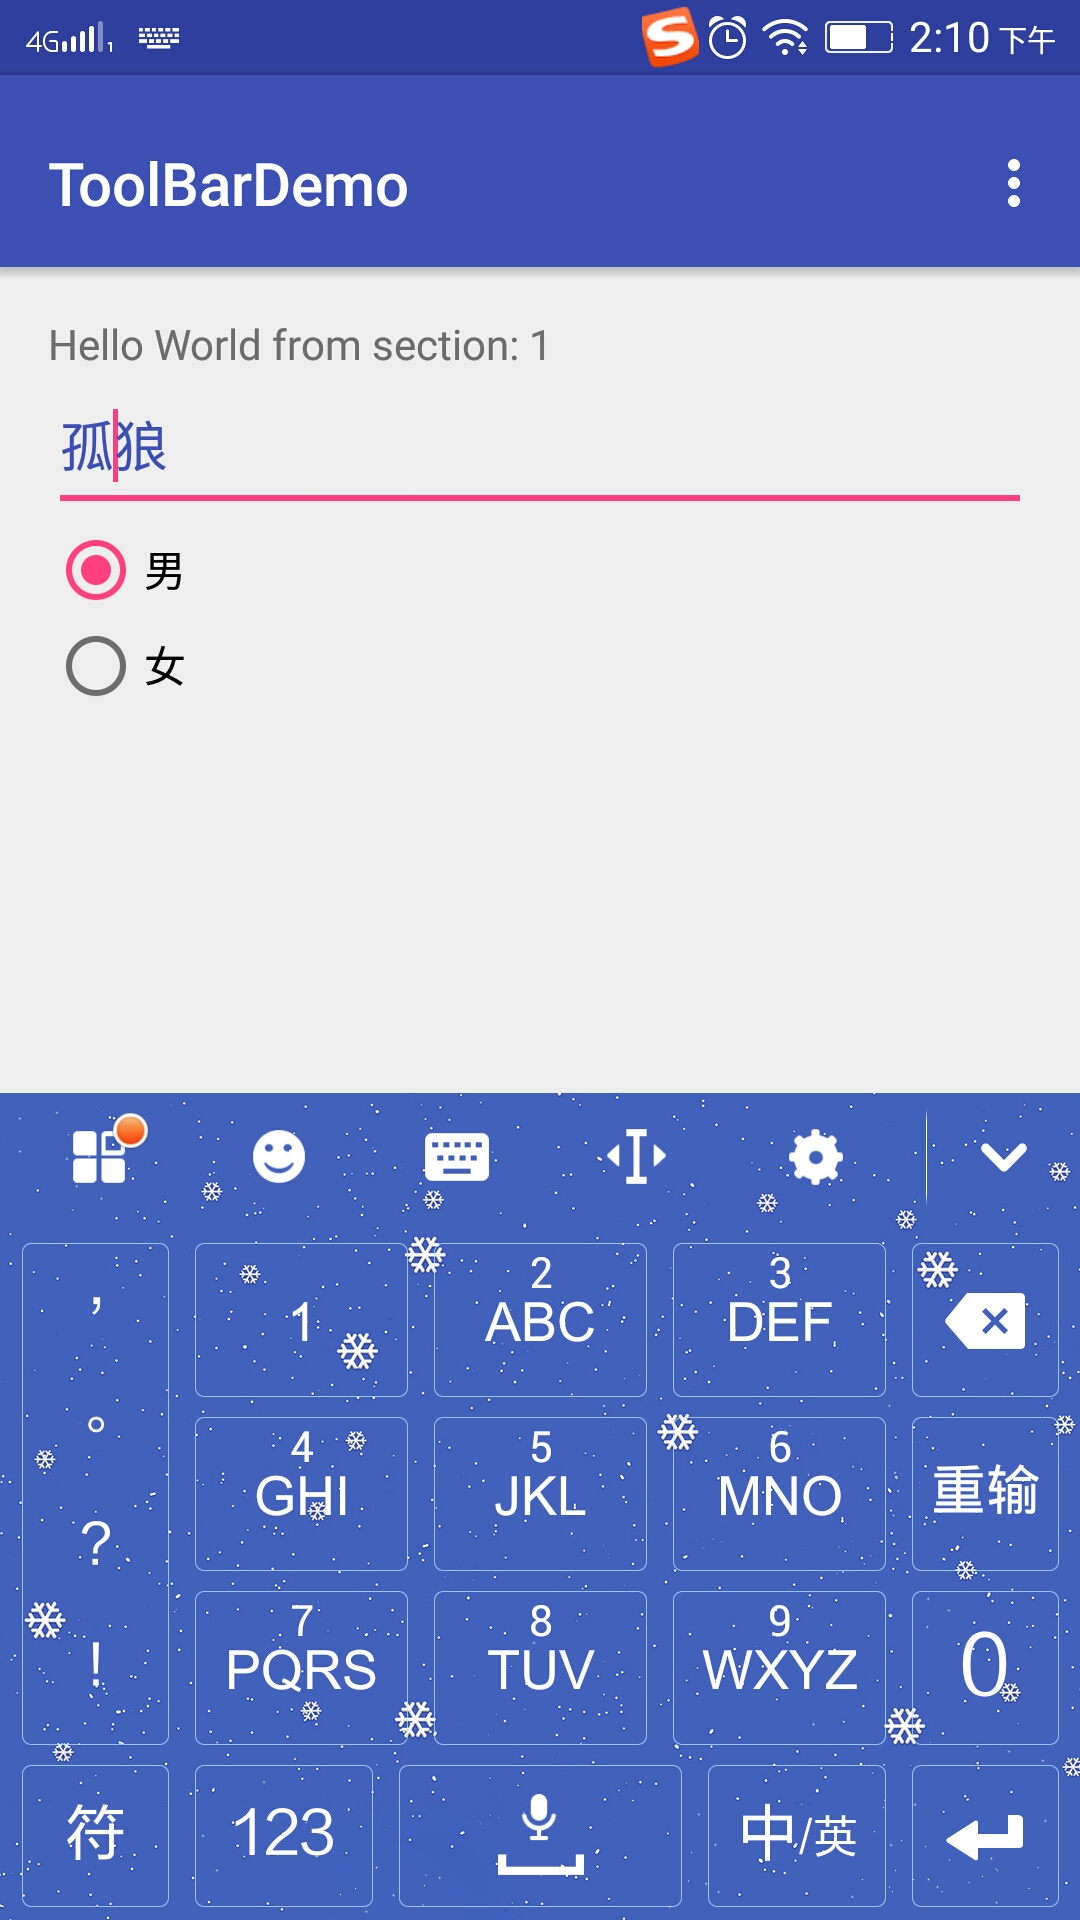 4G 1 2:10 下午
ToolBarDemo
Hello World from section: 1
孤狼
男
女
, 1 2 ABC 3 DEF
。 4 GHI 5 JKL 6 MNO 重输
?
! 7 PQRS 8 TUV 9 WXYZ 0
符 123 中/英